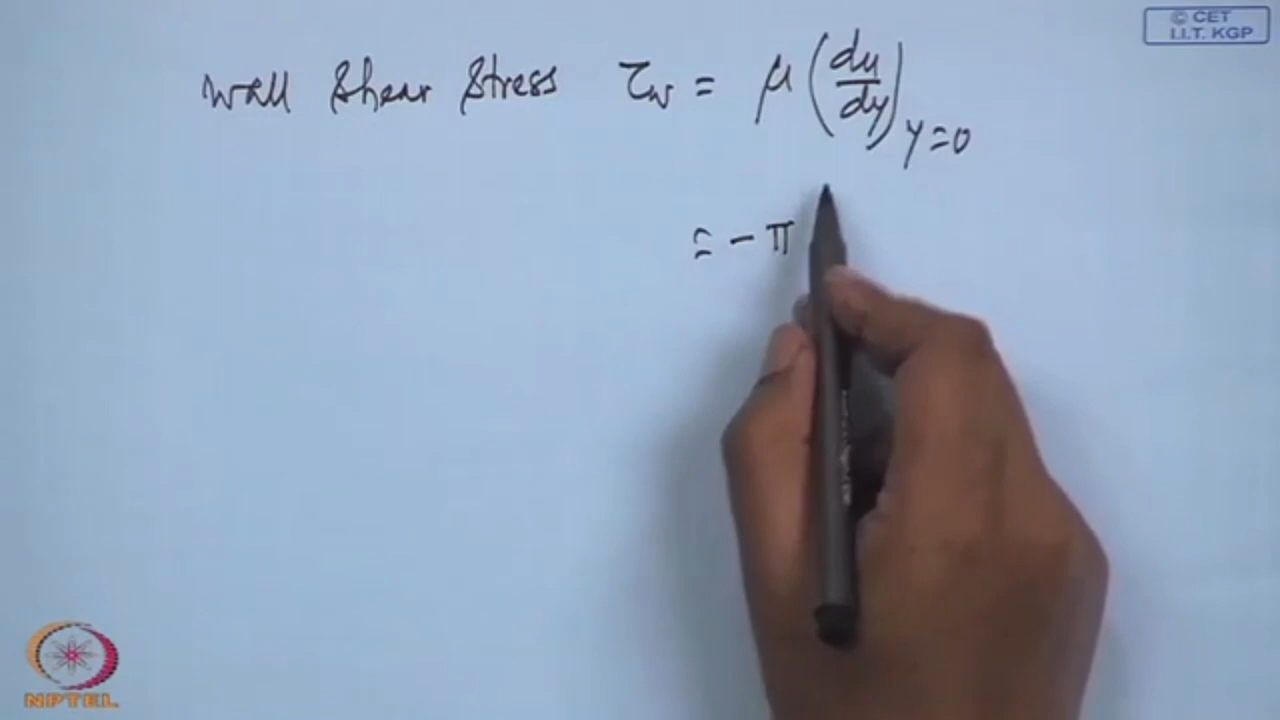 © CET
I.I.T. KGP
Wall Shear Stress τw = μ(du/dy)y=0
= - π
NPTEL